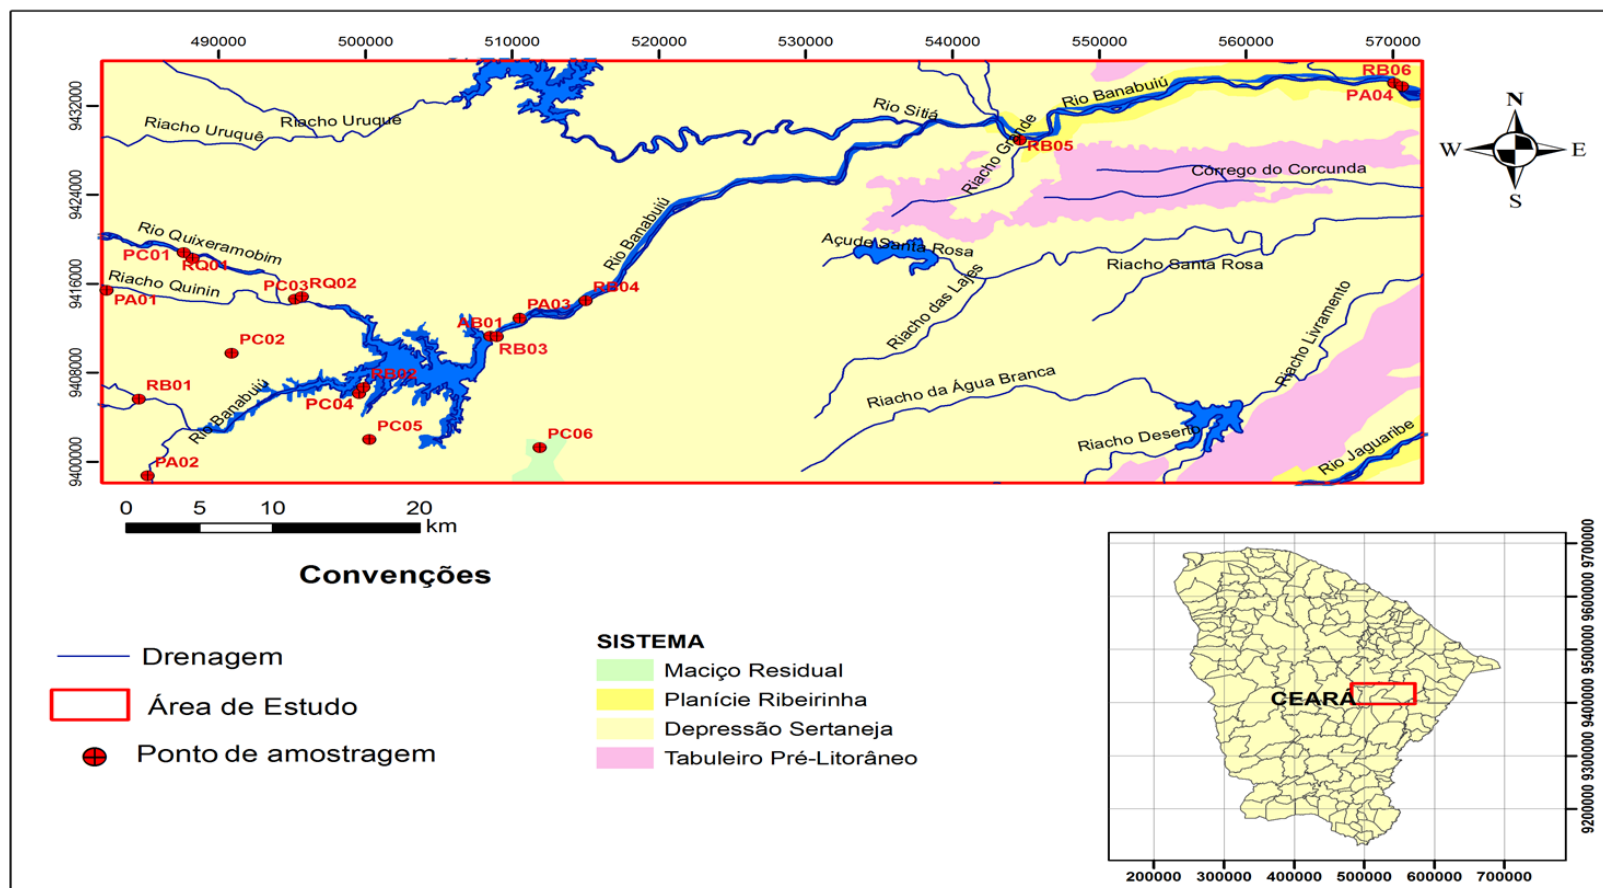 490000 500000 510000 520000 530000 540000 550000 560000 570000
9432000
9424000
9416000
9408000
9400000
RB06
PA04
Rio Banabuiú
Rio Sitiá
Riacho Uruquê
Riacho Uruquê
Riacho Grande
RB05
Córrego do Corcunda
Rio Quixeramobim
PC01
RQ01
Riacho Quinin
PA01
PC03
RQ02
Rio Banabuiú
Açude Santa Rosa
Riacho Santa Rosa
Riacho das Lajes
Riacho Livramento
RB04
PA03
AB01
RB03
PC02
RB01
RB02
PC04
Rio Banabuiú
PC05
PC06
PA02
Riacho da Água Branca
Riacho Deserto
Rio Jaguaribe
N
W E
S
0 5 10 20
km
Convenções
Drenagem
Área de Estudo
Ponto de amostragem
SISTEMA
Maciço Residual
Planície Ribeirinha
Depressão Sertaneja
Tabuleiro Pré-Litorâneo
CEARÁ
9700000
9600000
9500000
9400000
9300000
9200000
200000 300000 400000 500000 600000 700000